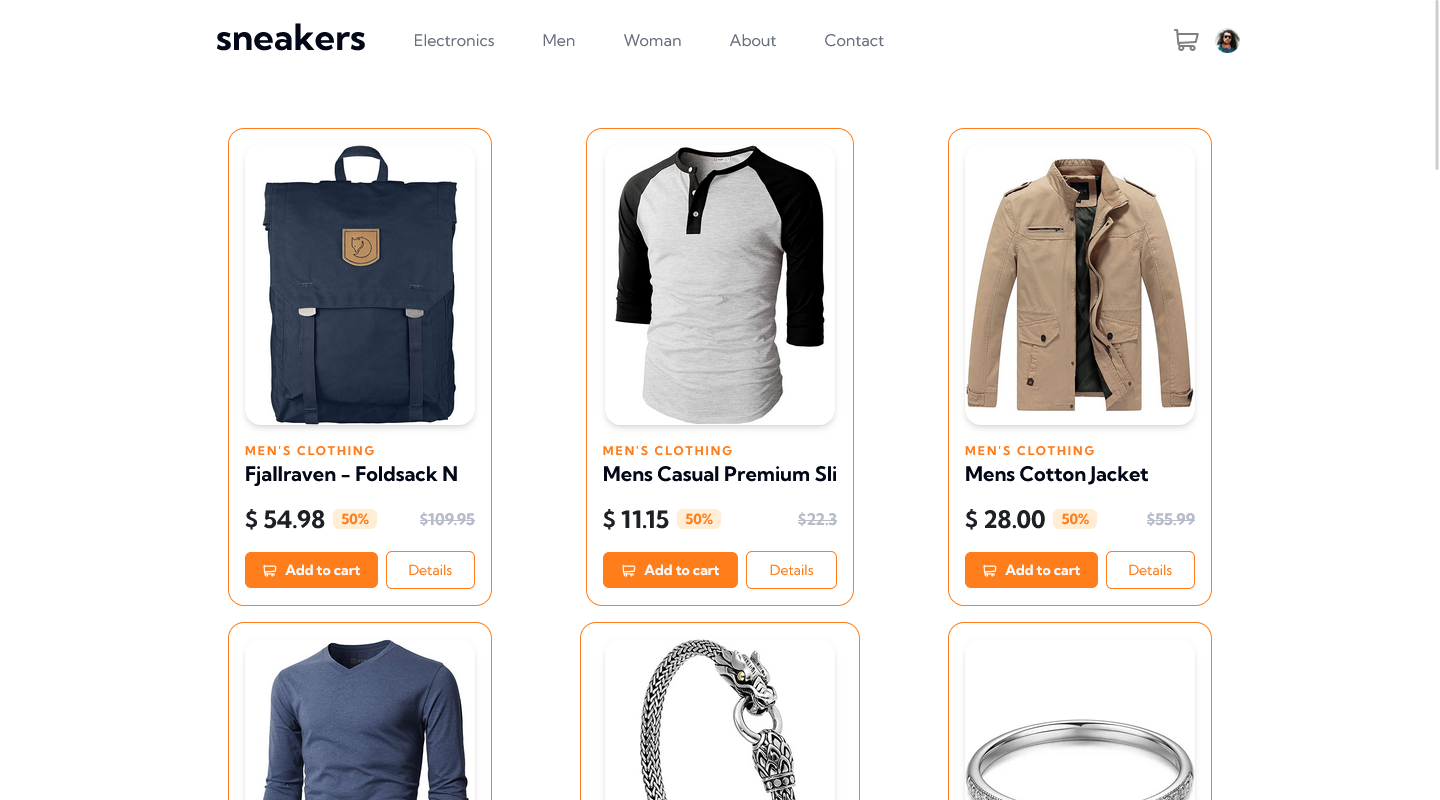 sneakers Electronics Men Woman About Contact
MEN'S CLOTHING
Fjallraven - Foldsack N
$ 54.98 50% $109.95
Add to cart Details
MEN'S CLOTHING
Mens Casual Premium Sli
$ 11.15 50% $22.3
Add to cart Details
MEN'S CLOTHING
Mens Cotton Jacket
$ 28.00 50% $55.99
Add to cart Details